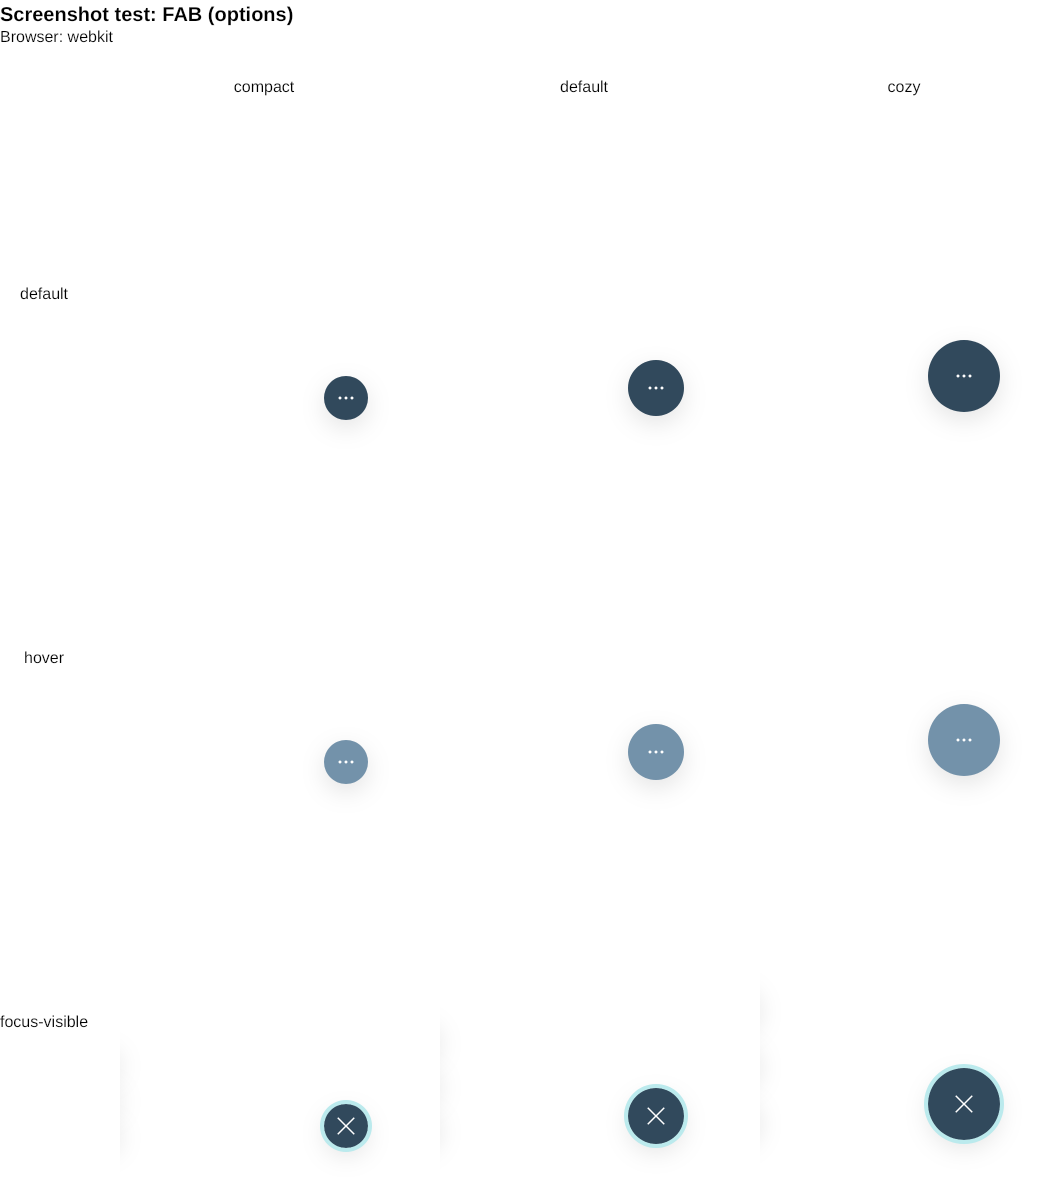 Screenshot test: FAB (options)
Browser: webkit
compact default cozy
default
hover
focus-visible